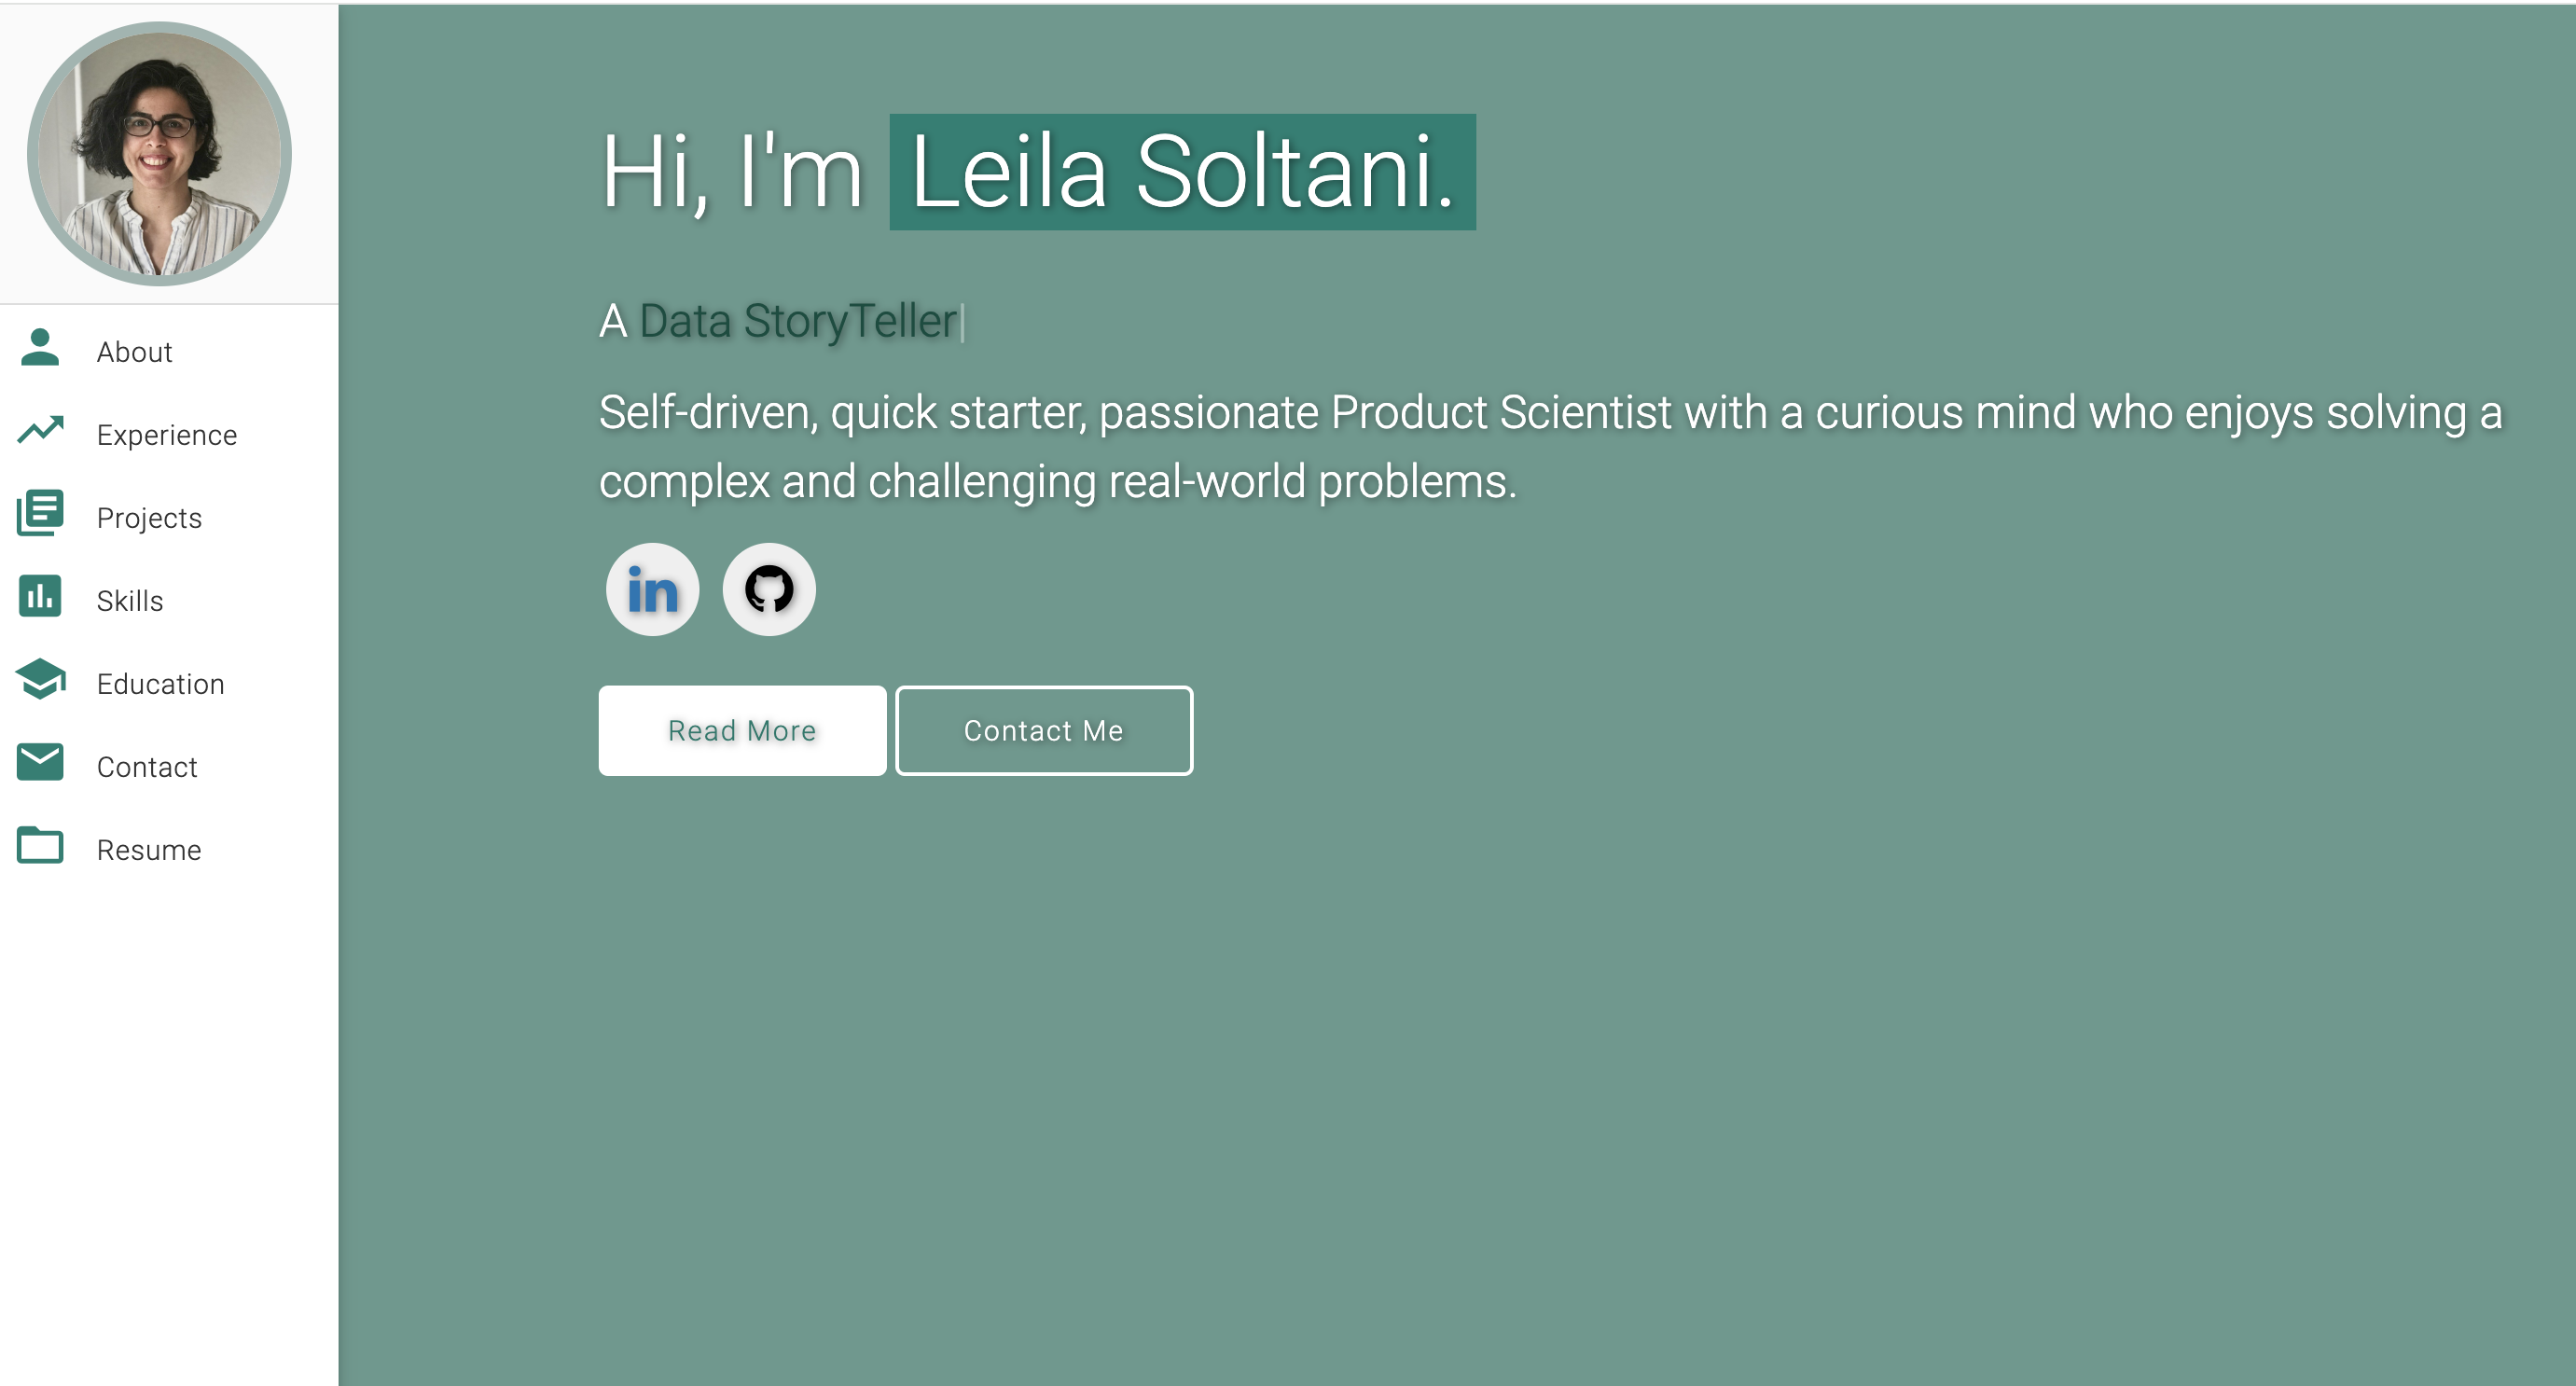 About
Experience
Projects
Skills
Education
Contact
Resume
Hi, I'm Leila Soltani.
A Data StoryTeller|
Self-driven, quick starter, passionate Product Scientist with a curious mind who enjoys solving a
complex and challenging real-world problems.
in
Read More
Contact Me